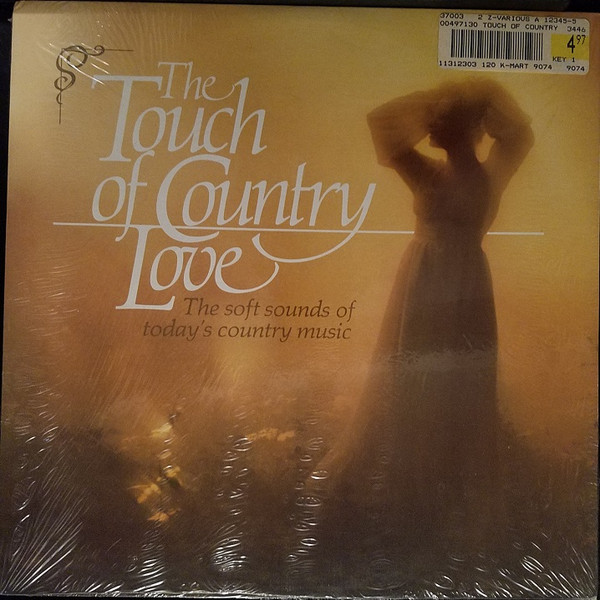 37003 2 Z-VARIOUS A 12345-5
00497130 TOUCH OF COUNTRY 3446
4.97
KEY 1
11312303 120 K-MART 9074 9074
The
Touch
of Country
Love
The soft sounds of
today's country music